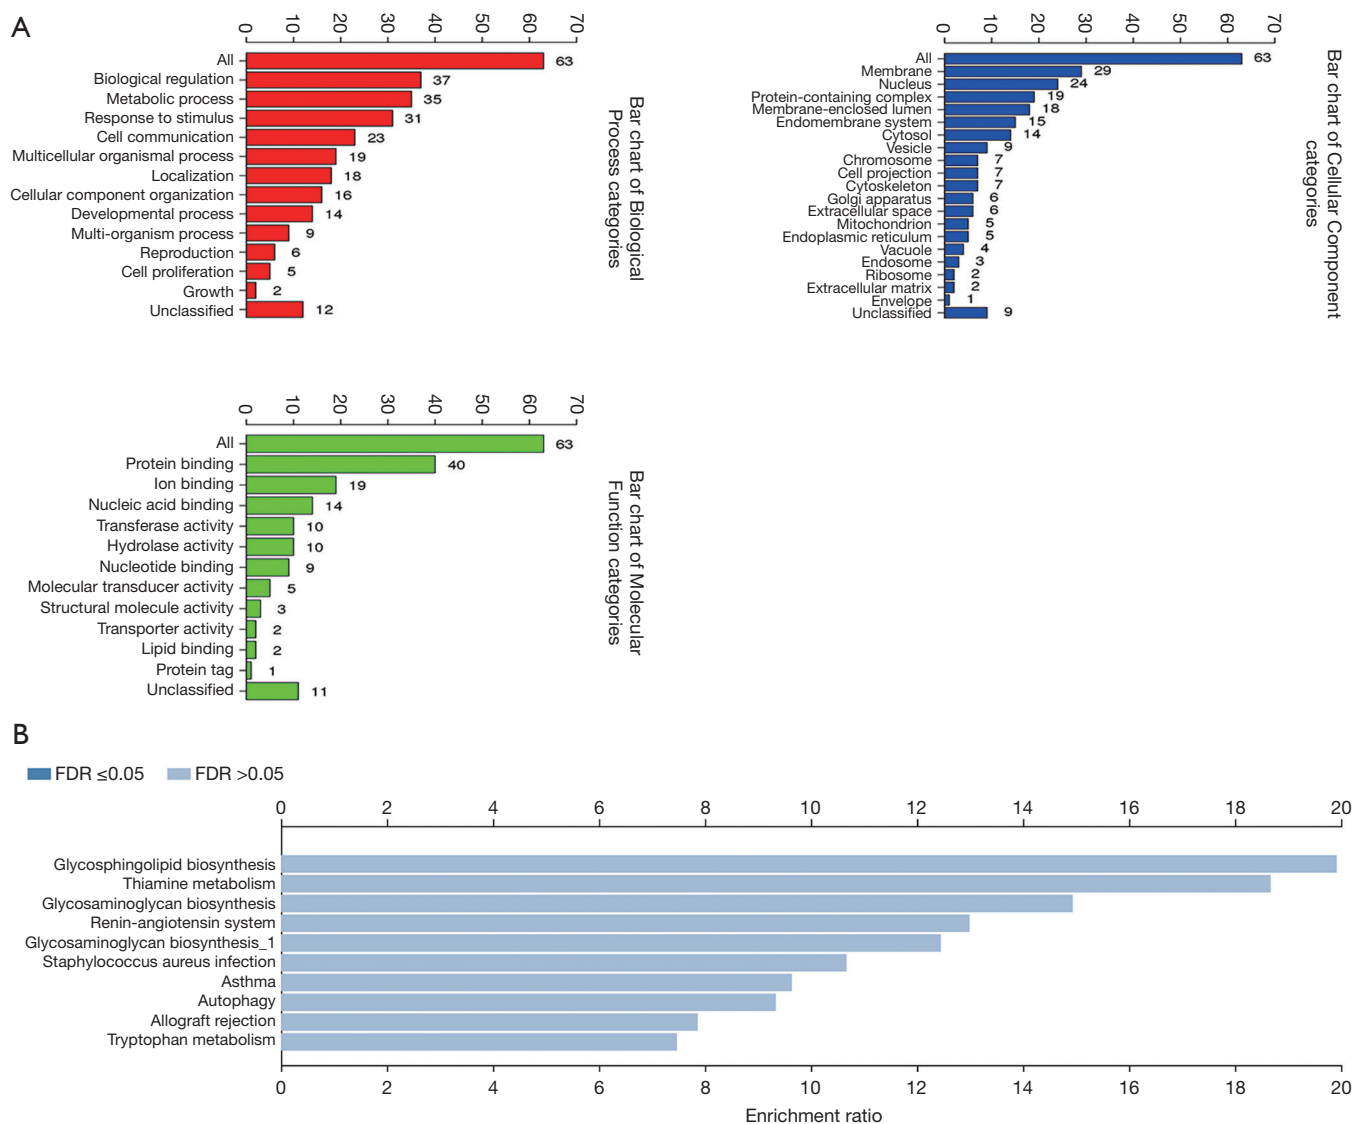 A
0 10 20 30 40 50 60 70
All 63
Biological regulation 37
Metabolic process 35
Response to stimulus 31
Cell communication 23
Multicellular organismal process 19
Localization 18
Cellular component organization 16
Developmental process 14
Multi-organism process 9
Reproduction 6
Cell proliferation 5
Growth 2
Unclassified 12
Bar chart of Biological
Process categories
0 10 20 30 40 50 60 70
All 63
Membrane 29
Nucleus 24
Protein-containing complex 19
Membrane-enclosed lumen 18
Endomembrane system 15
Cytosol 14
Vesicle 9
Chromosome 7
Cell projection 7
Cytoskeleton 7
Golgi apparatus 6
Extracellular space 6
Mitochondrion 5
Endoplasmic reticulum 5
Vacuole 4
Endosome 3
Ribosome 2
Extracellular matrix 2
Envelope 1
Unclassified 9
Bar chart of Cellular Component
categories
0 10 20 30 40 50 60 70
All 63
Protein binding 40
Ion binding 19
Nucleic acid binding 14
Transferase activity 10
Hydrolase activity 10
Nucleotide binding 9
Molecular transducer activity 5
Structural molecule activity 3
Transporter activity 2
Lipid binding 2
Protein tag 1
Unclassified 11
Bar chart of Molecular
Function categories
B
FDR ≤0.05 FDR >0.05
0 2 4 6 8 10 12 14 16 18 20
Glycosphingolipid biosynthesis
Thiamine metabolism
Glycosaminoglycan biosynthesis
Renin-angiotensin system
Glycosaminoglycan biosynthesis_1
Staphylococcus aureus infection
Asthma
Autophagy
Allograft rejection
Tryptophan metabolism
0 2 4 6 8 10 12 14 16 18 20
Enrichment ratio